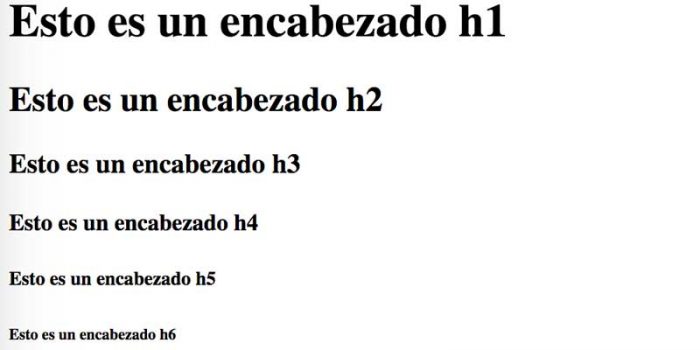 Esto es un encabezado h1
Esto es un encabezado h2
Esto es un encabezado h3
Esto es un encabezado h4
Esto es un encabezado h5
Esto es un encabezado h6